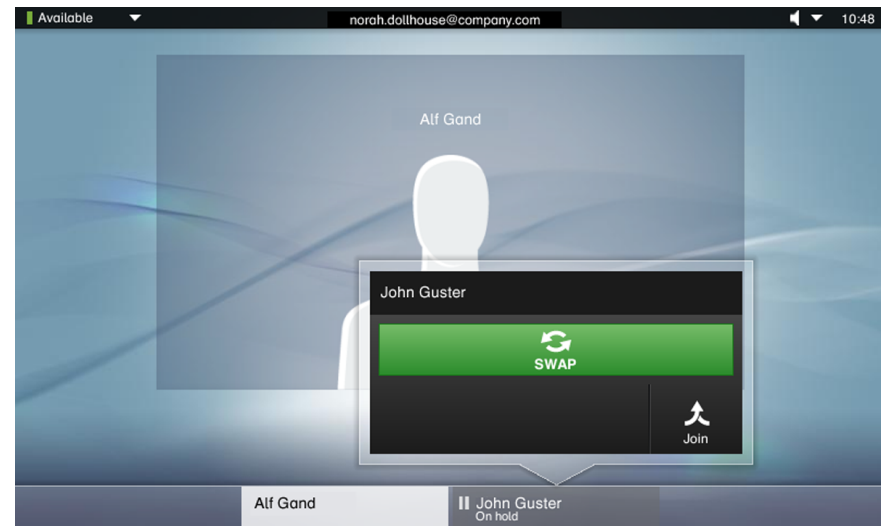 Available
norah.dollhouse@company.com
10:48
Alf Gand
John Guster
SWAP
Join
Alf Gand
John Guster
On hold